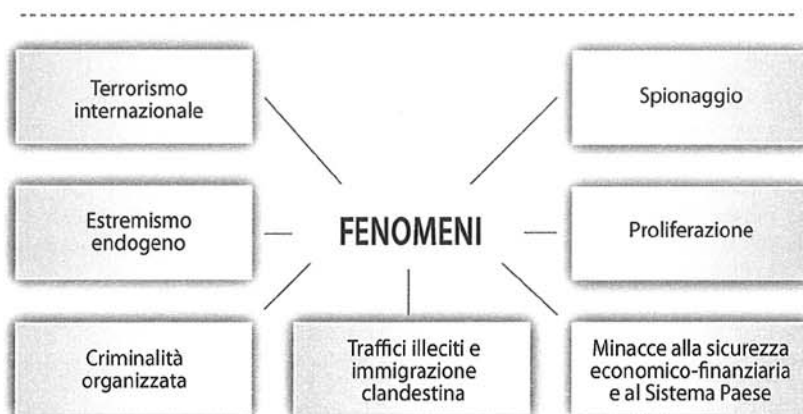 Terrorismo
internazionale
Spionaggio
Estremismo
endogeno
FENOMENI
Proliferazione
Criminalità
organizzata
Traffici illeciti e
immigrazione
clandestina
Minacce alla sicurezza
economico-finanziaria
e al Sistema Paese